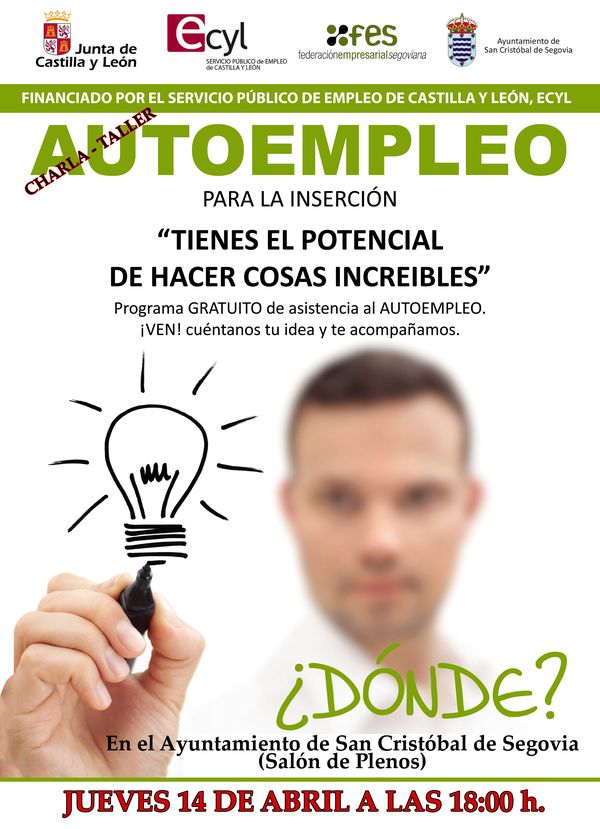 Junta de
Castilla y León
ecyl
SERVICIO PÚBLICO DE EMPLEO
de CASTILLA Y LEÓN
fes
federaciónempresarialsegoviana
Ayuntamiento de
San Cristóbal de Segovia
FINANCIADO POR EL SERVICIO PÚBLICO DE EMPLEO DE CASTILLA Y LEÓN, ECYL
CHARLA - TALLER
AUTOEMPLEO
PARA LA INSERCIÓN
“TIENES EL POTENCIAL
DE HACER COSAS INCREIBLES”
Programa GRATUITO de asistencia al AUTOEMPLEO.
¡VEN! cuéntanos tu idea y te acompañamos.
¿DÓNDE?
En el Ayuntamiento de San Cristóbal de Segovia
(Salón de Plenos)
JUEVES 14 DE ABRIL A LAS 18:00 h.